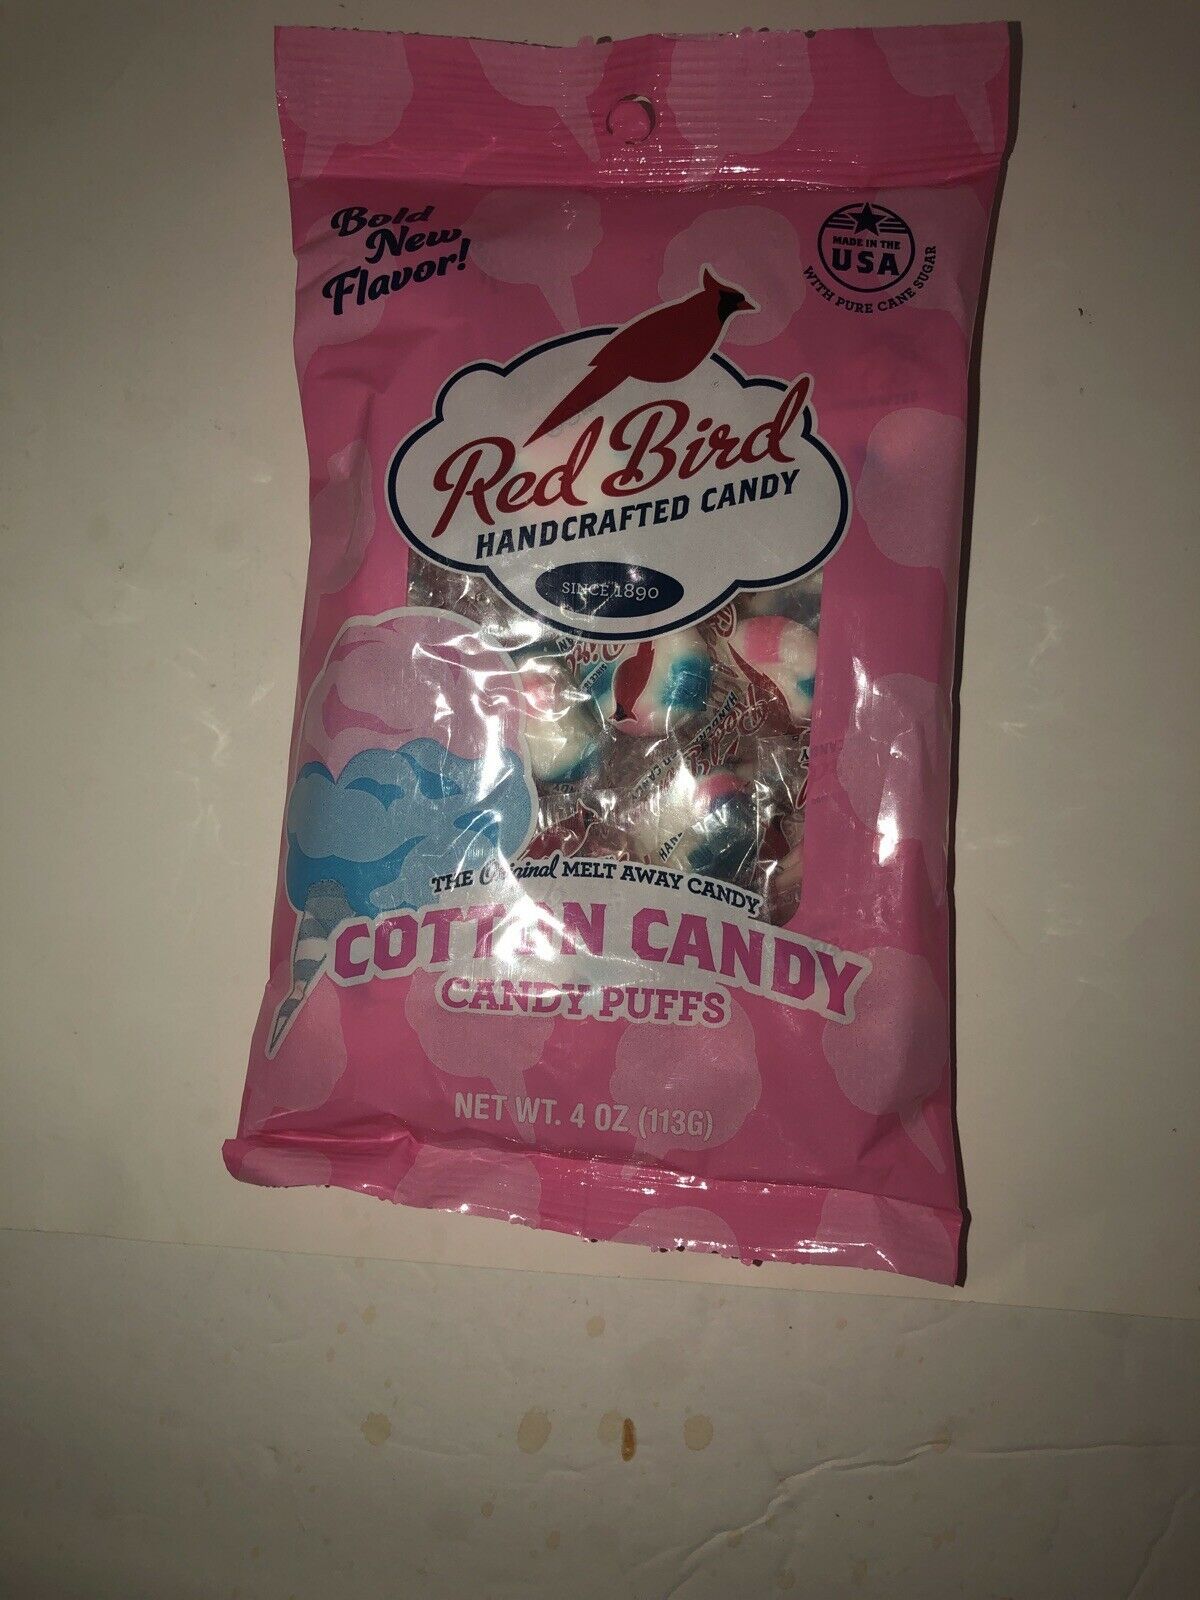 Bold
New
Flavor!
MADE IN THE
USA
WITH PURE CANE SUGAR
Red Bird
HANDCRAFTED CANDY
SINCE 1890
THE Original MELT AWAY CANDY
COTTON CANDY
CANDY PUFFS
NET WT. 4 OZ (113G)